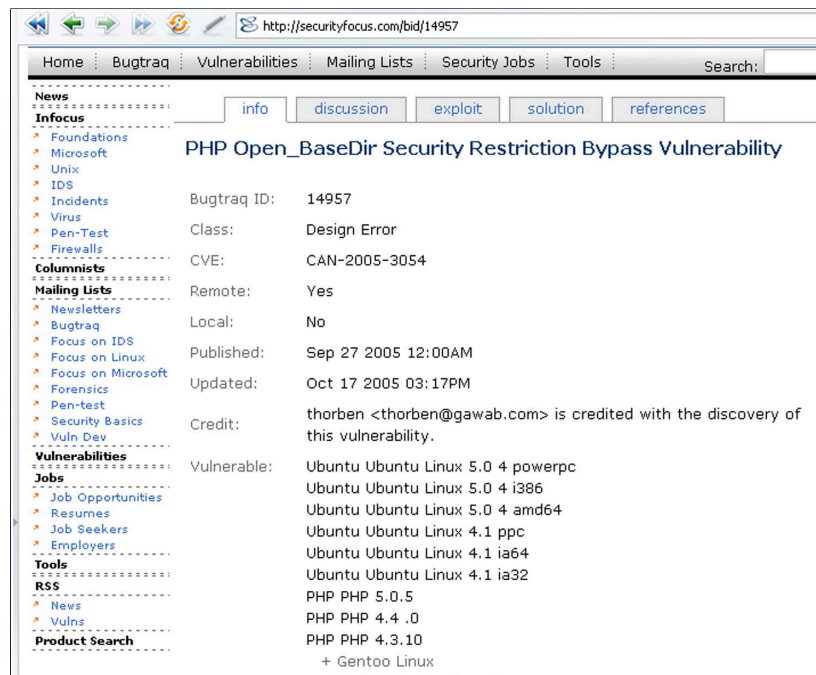 http://securityfocus.com/bid/14957
Home Bugtraq Vulnerabilities Mailing Lists Security Jobs Tools Search:
News
Infocus
Foundations
Microsoft
Unix
IDS
Incidents
Virus
Pen-Test
Firewalls
Columnists
Mailing Lists
Newsletters
Bugtraq
Focus on IDS
Focus on Linux
Focus on Microsoft
Forensics
Pen-test
Security Basics
Vuln Dev
Vulnerabilities
Jobs
Job Opportunities
Resumes
Job Seekers
Employers
Tools
RSS
News
Vulns
Product Search
info discussion exploit solution references
PHP Open_BaseDir Security Restriction Bypass Vulnerability
Bugtraq ID: 14957
Class: Design Error
CVE: CAN-2005-3054
Remote: Yes
Local: No
Published: Sep 27 2005 12:00AM
Updated: Oct 17 2005 03:17PM
Credit: thorben <thorben@gawab.com> is credited with the discovery of
this vulnerability.
Vulnerable: Ubuntu Ubuntu Linux 5.0 4 powerpc
Ubuntu Ubuntu Linux 5.0 4 i386
Ubuntu Ubuntu Linux 5.0 4 amd64
Ubuntu Ubuntu Linux 4.1 ppc
Ubuntu Ubuntu Linux 4.1 ia64
Ubuntu Ubuntu Linux 4.1 ia32
PHP PHP 5.0.5
PHP PHP 4.4 .0
PHP PHP 4.3.10
+ Gentoo Linux